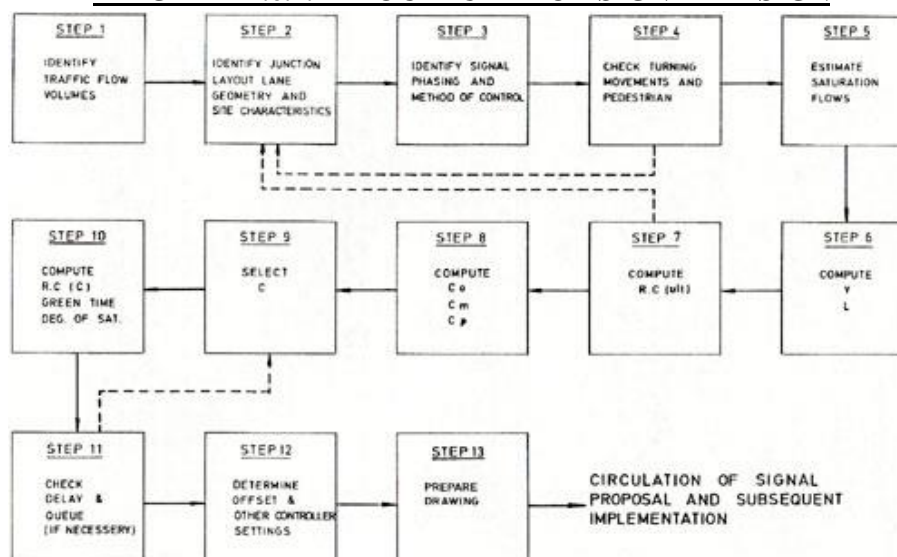 STEP 1
IDENTIFY
TRAFFIC FLOW
VOLUMES
STEP 2
IDENTIFY JUNCTION
LAYOUT LANE
GEOMETRY AND
SITE CHARACTERISTICS
STEP 3
IDENTIFY SIGNAL
PHASING AND
METHOD OF CONTROL
STEP 4
CHECK TURNING
MOVEMENTS AND
PEDESTRIAN
STEP 5
ESTIMATE
SATURATION
FLOWS
STEP 10
COMPUTE
R.C (C)
GREEN TIME
DEG. OF SAT.
STEP 9
SELECT
C
STEP 8
COMPUTE
Co
Cm
Cp
STEP 7
COMPUTE
R.C (ult)
STEP 6
COMPUTE
Y
L
STEP 11
CHECK
DELAY &
QUEUE
(IF NECESSERY)
STEP 12
DETERMINE
OFFSET &
OTHER CONTROLLER
SETTINGS
STEP 13
PREPARE
DRAWING
CIRCULATION OF SIGNAL
PROPOSAL AND SUBSEQUENT
IMPLEMENTATION